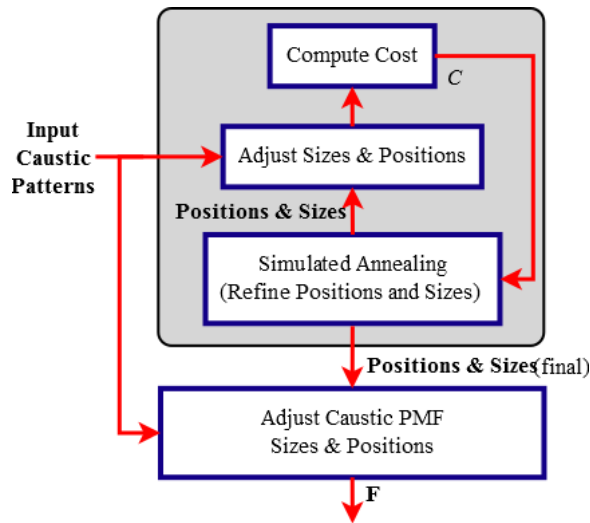 Compute Cost
C
Input
Caustic
Patterns
Adjust Sizes & Positions
Positions & Sizes
Simulated Annealing
(Refine Positions and Sizes)
Positions & Sizes(final)
Adjust Caustic PMF
Sizes & Positions
F